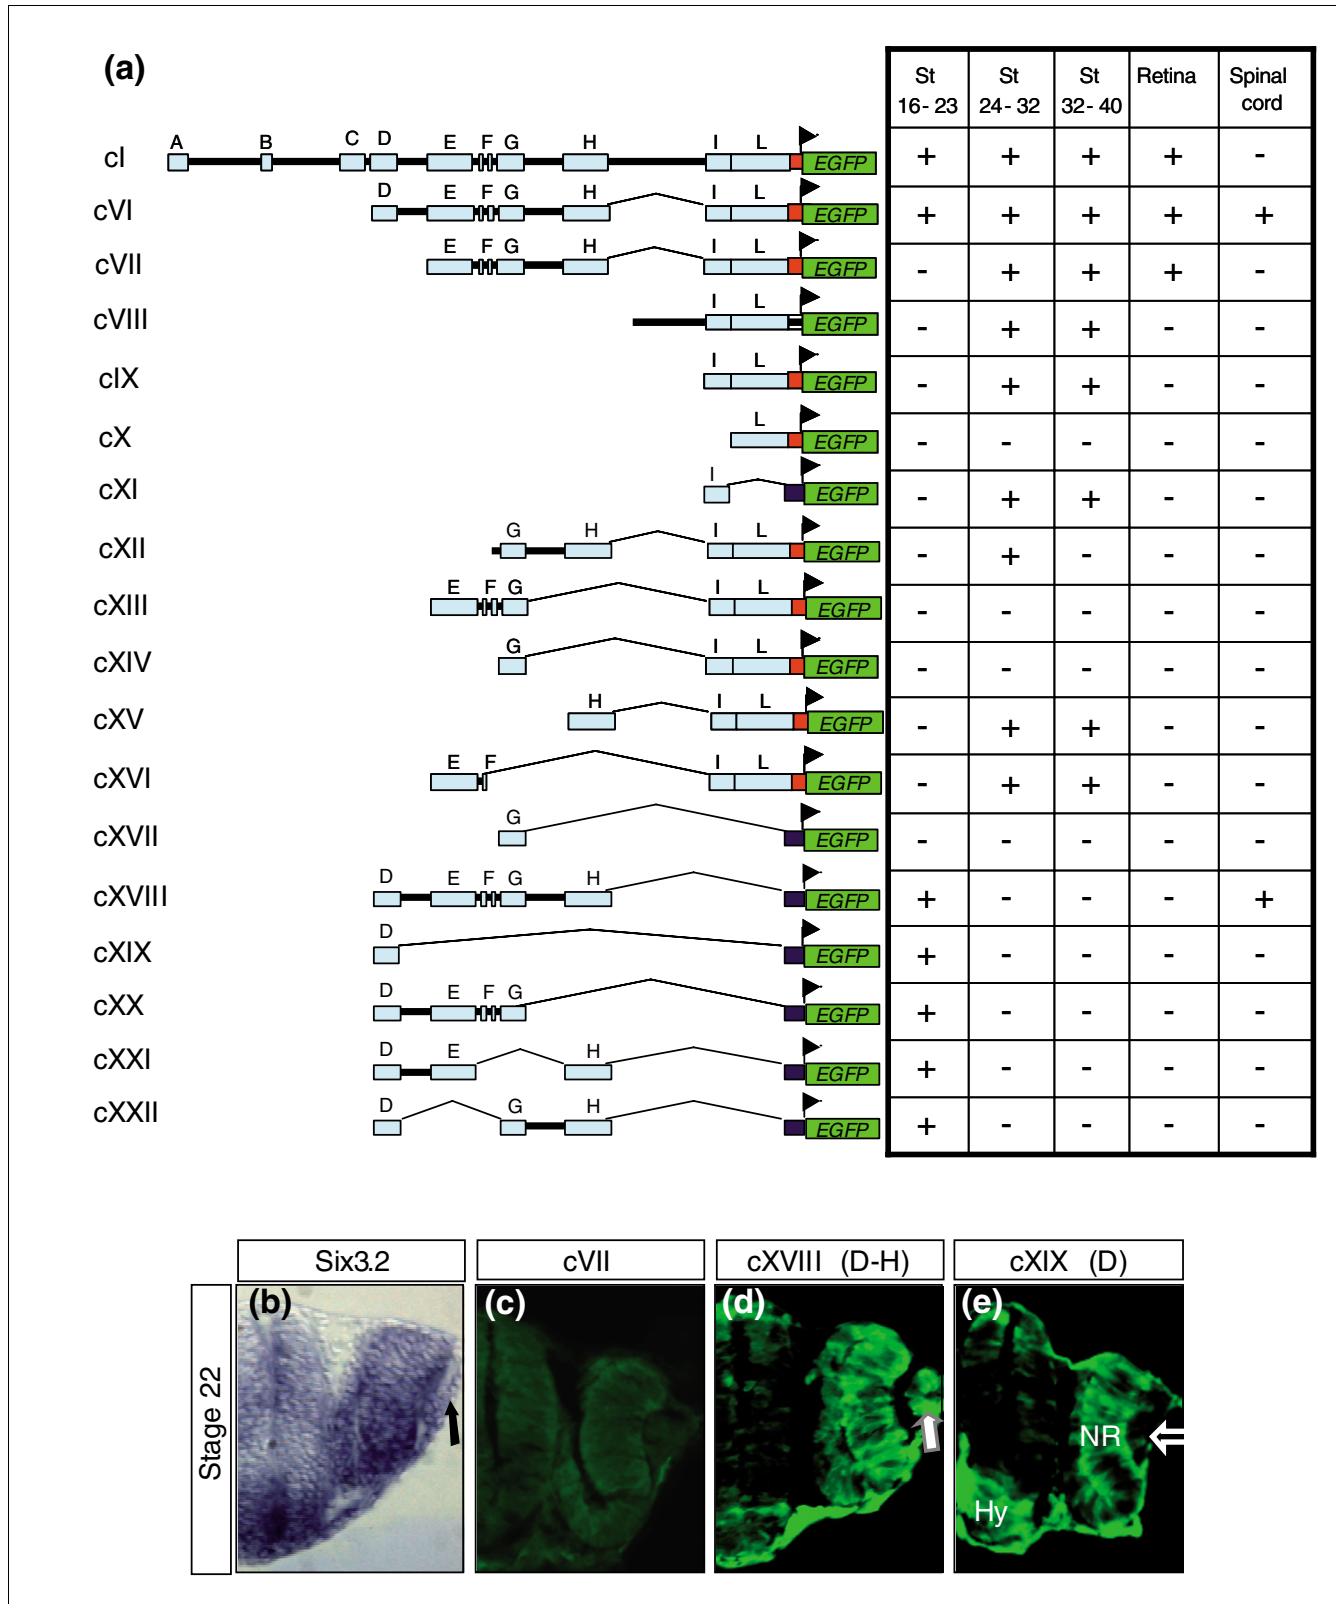 (a)
St 16-23 St 24-32 St 32-40 Retina Spinal cord
A B C D E F G H I L
cI EGFP + + + + -
D E F G H I L
cVI EGFP + + + + +
E F G H I L
cVII EGFP - + + + -
I L
cVIII EGFP - + + - -
I L
cIX EGFP - + + - -
L
cX EGFP - - - - -
I
cXI EGFP - + + - -
G H I L
cXII EGFP - + - - -
E F G I L
cXIII EGFP - - - - -
G I L
cXIV EGFP - - - - -
H I L
cXV EGFP - + + - -
E F I L
cXVI EGFP - + + - -
G
cXVII EGFP - - - - -
D E F G H
cXVIII EGFP + - - - +
D
cXIX EGFP + - - - -
D E F G
cXX EGFP + - - - -
D E H
cXXI EGFP + - - - -
D G H
cXXII EGFP + - - - -
Six3.2 cVII cXVIII (D-H) cXIX (D)
Stage 22
(b) (c) (d) (e)
NR
Hy